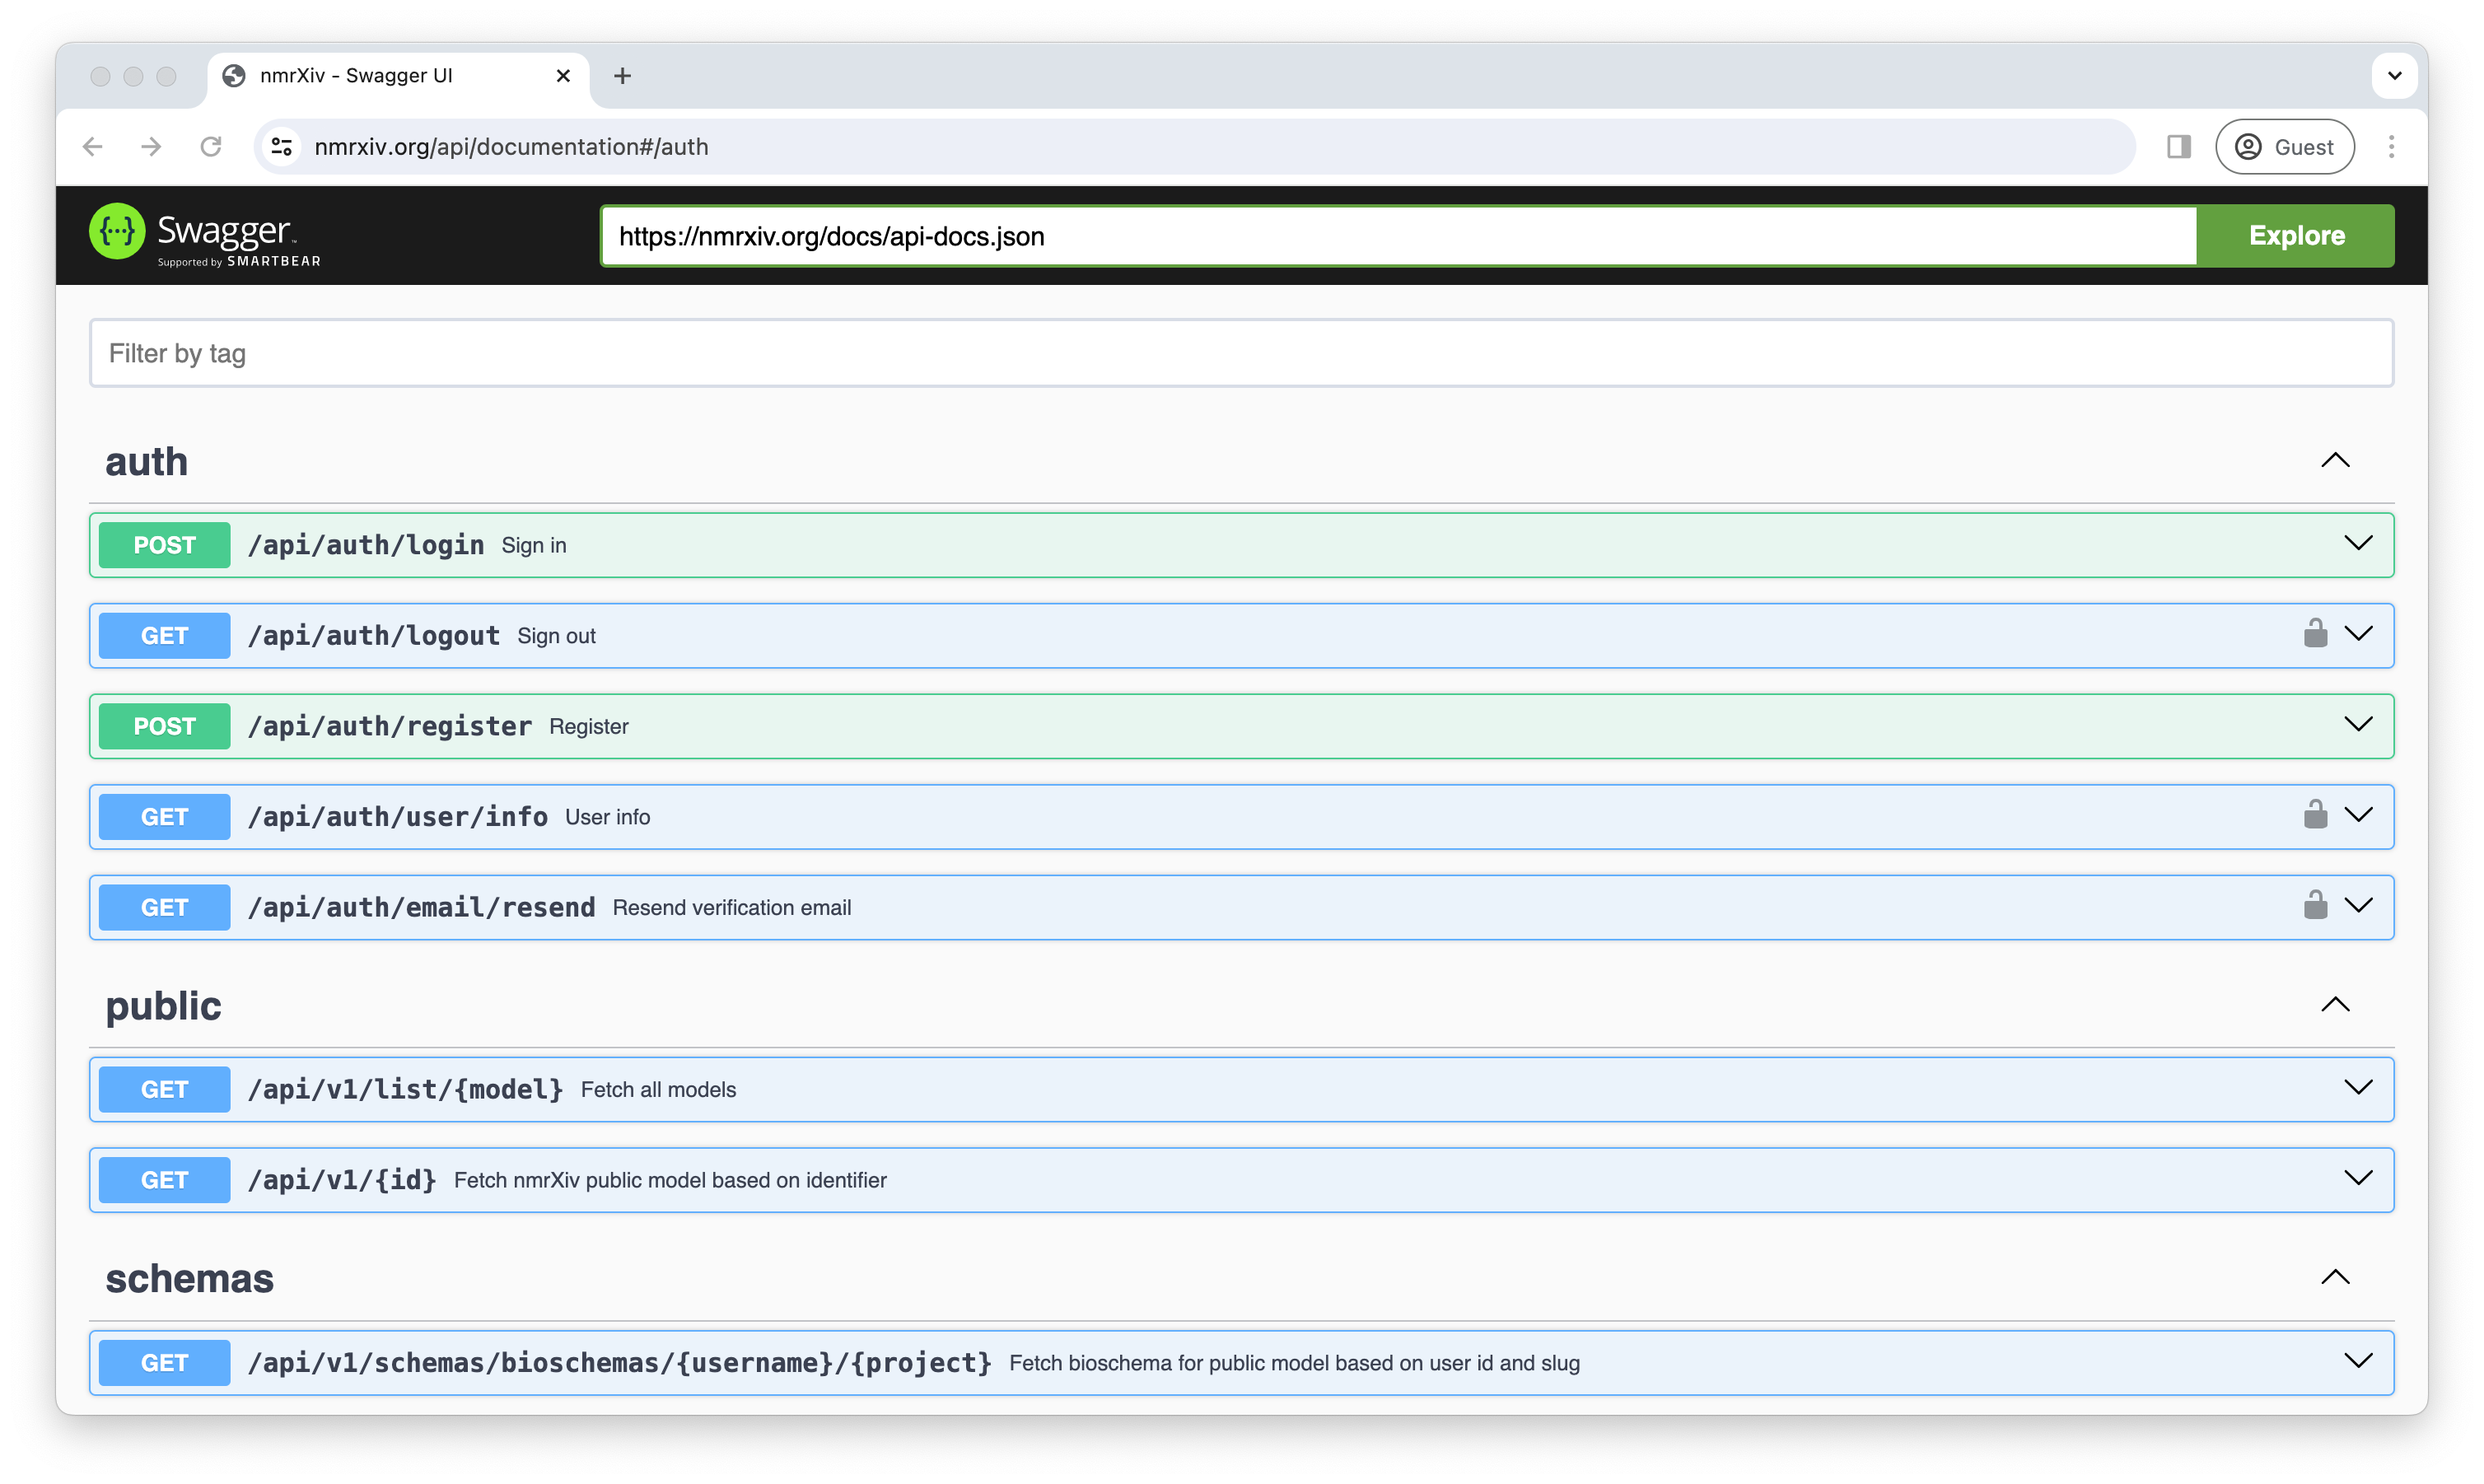 nmrXiv - Swagger UI
nmrxiv.org/api/documentation#/auth
Guest
Swagger™
Supported by SMARTBEAR
https://nmrxiv.org/docs/api-docs.json
Explore
Filter by tag
auth
POST /api/auth/login Sign in
GET /api/auth/logout Sign out
POST /api/auth/register Register
GET /api/auth/user/info User info
GET /api/auth/email/resend Resend verification email
public
GET /api/v1/list/{model} Fetch all models
GET /api/v1/{id} Fetch nmrXiv public model based on identifier
schemas
GET /api/v1/schemas/bioschemas/{username}/{project} Fetch bioschema for public model based on user id and slug